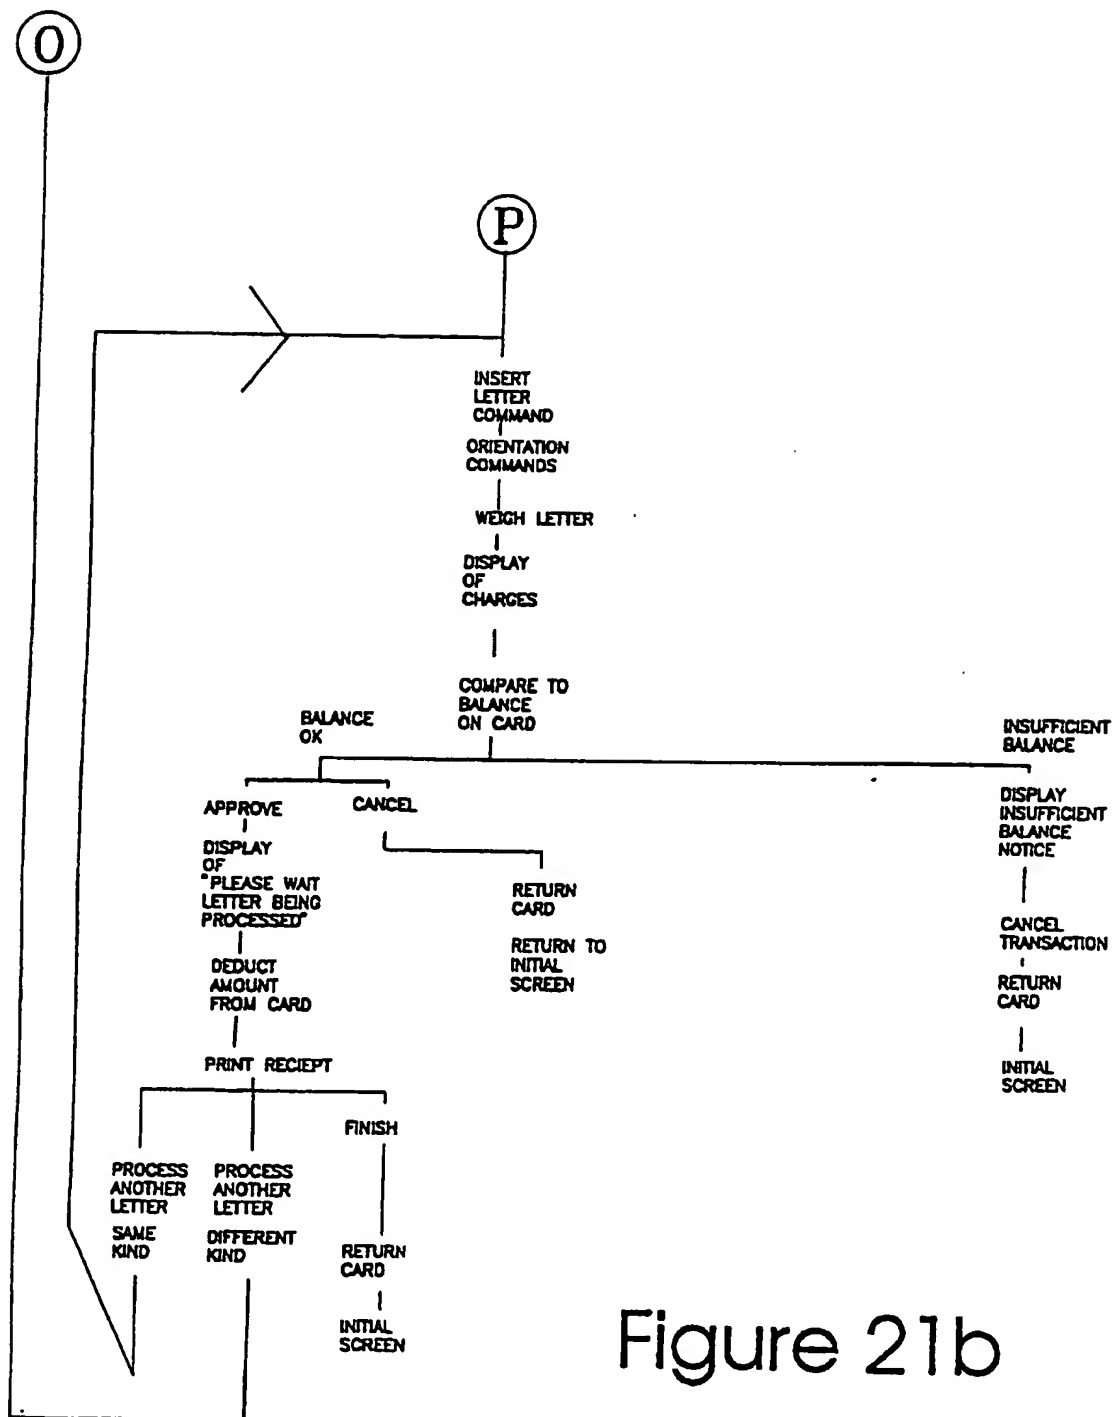 O
P
INSERT
LETTER
COMMAND
ORIENTATION
COMMANDS
WEIGH LETTER
DISPLAY
OF
CHARGES
COMPARE TO
BALANCE
ON CARD
BALANCE
OK
INSUFFICIENT
BALANCE
APPROVE
CANCEL
DISPLAY
OF
"PLEASE WAIT
LETTER BEING
PROCESSED"
DEDUCT
AMOUNT
FROM CARD
PRINT RECIEPT
RETURN
CARD
RETURN TO
INITIAL
SCREEN
DISPLAY
INSUFFICIENT
BALANCE
NOTICE
CANCEL
TRANSACTION
RETURN
CARD
INITIAL
SCREEN
PROCESS
ANOTHER
LETTER
SAME
KIND
PROCESS
ANOTHER
LETTER
DIFFERENT
KIND
FINISH
RETURN
CARD
INITIAL
SCREEN
Figure 21b